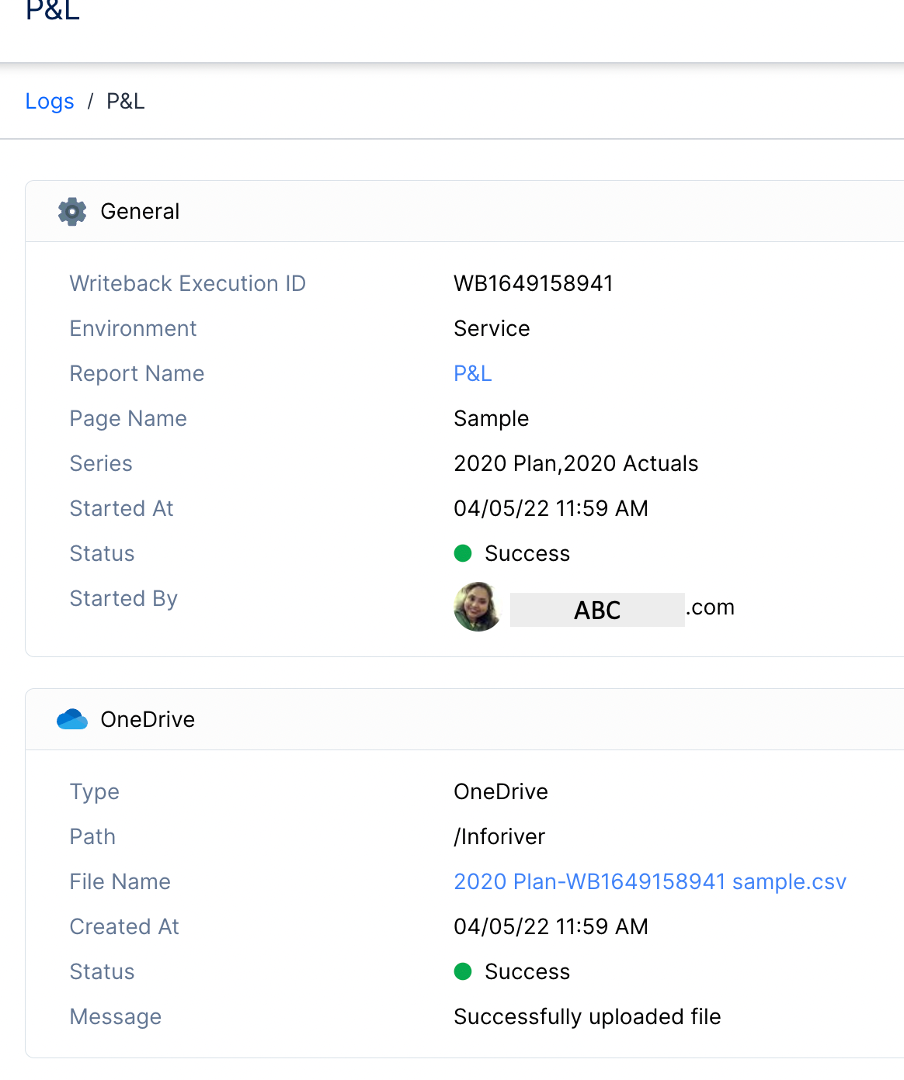 P&L
Logs / P&L
General
Writeback Execution ID WB1649158941
Environment Service
Report Name P&L
Page Name Sample
Series 2020 Plan,2020 Actuals
Started At 04/05/22 11:59 AM
Status Success
Started By ABC .com
OneDrive
Type OneDrive
Path /Inforiver
File Name 2020 Plan-WB1649158941 sample.csv
Created At 04/05/22 11:59 AM
Status Success
Message Successfully uploaded file